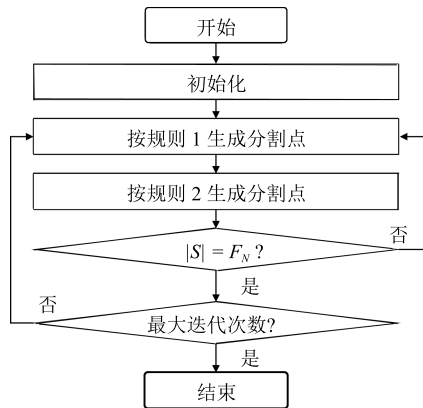 开始
初始化
按规则 1 生成分割点
按规则 2 生成分割点
|S| = F_N ?
否
是
否
最大迭代次数?
是
结束